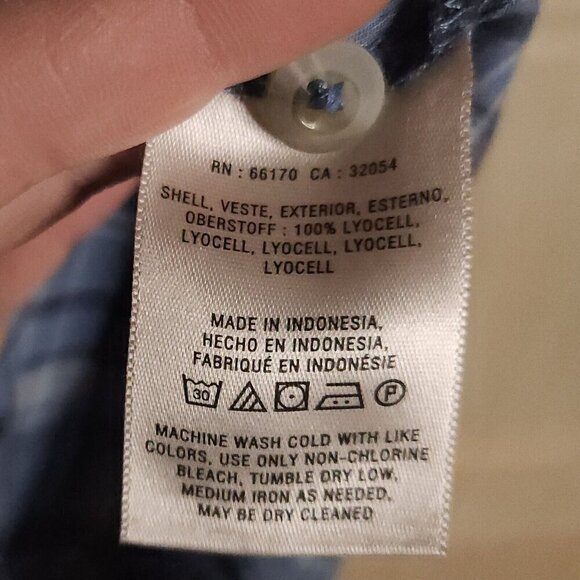 RN : 66170 CA : 32054
SHELL, VESTE, EXTERIOR, ESTERNO,
OBERSTOFF : 100% LYOCELL,
LYOCELL, LYOCELL, LYOCELL,
LYOCELL
MADE IN INDONESIA,
HECHO EN INDONESIA,
FABRIQUÉ EN INDONÉSIE
30 P
MACHINE WASH COLD WITH LIKE
COLORS, USE ONLY NON-CHLORINE
BLEACH, TUMBLE DRY LOW,
MEDIUM IRON AS NEEDED,
MAY BE DRY CLEANED